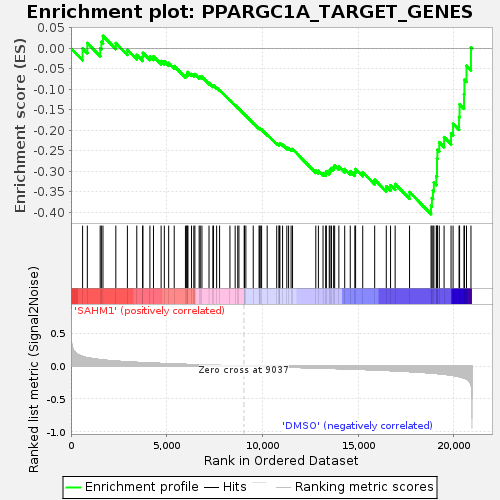 Enrichment plot: PPARGC1A_TARGET_GENES
Enrichment score (ES)
0.05
0.00
-0.05
-0.10
-0.15
-0.20
-0.25
-0.30
-0.35
-0.40
'SAHM1' (positively correlated)
Ranked list metric (Signal2Noise)
0.5
0.0
-0.5
-1.0
Zero cross at 9037
'DMSO' (negatively correlated)
0
5,000
10,000
15,000
20,000
Rank in Ordered Dataset
Enrichment profile
Hits
Ranking metric scores